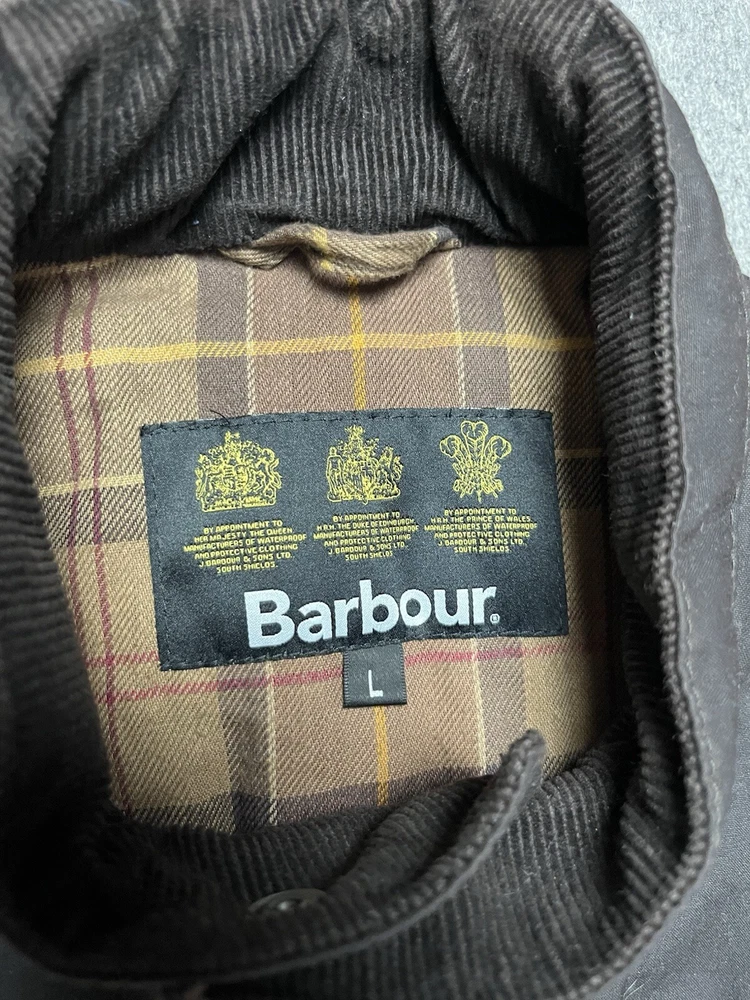 BY APPOINTMENT TO
HER MAJESTY THE QUEEN
MANUFACTURERS OF WATERPROOF
AND PROTECTIVE CLOTHING
J. BARBOUR & SONS LTD.
SOUTH SHIELDS.
BY APPOINTMENT TO
H.R.H. THE DUKE OF EDINBURGH
MANUFACTURERS OF WATERPROOF
AND PROTECTIVE CLOTHING
J. BARBOUR & SONS LTD.
SOUTH SHIELDS.
BY APPOINTMENT TO
H.R.H. THE PRINCE OF WALES
MANUFACTURERS OF WATERPROOF
AND PROTECTIVE CLOTHING
J. BARBOUR & SONS LTD.
SOUTH SHIELDS.
Barbour®
L